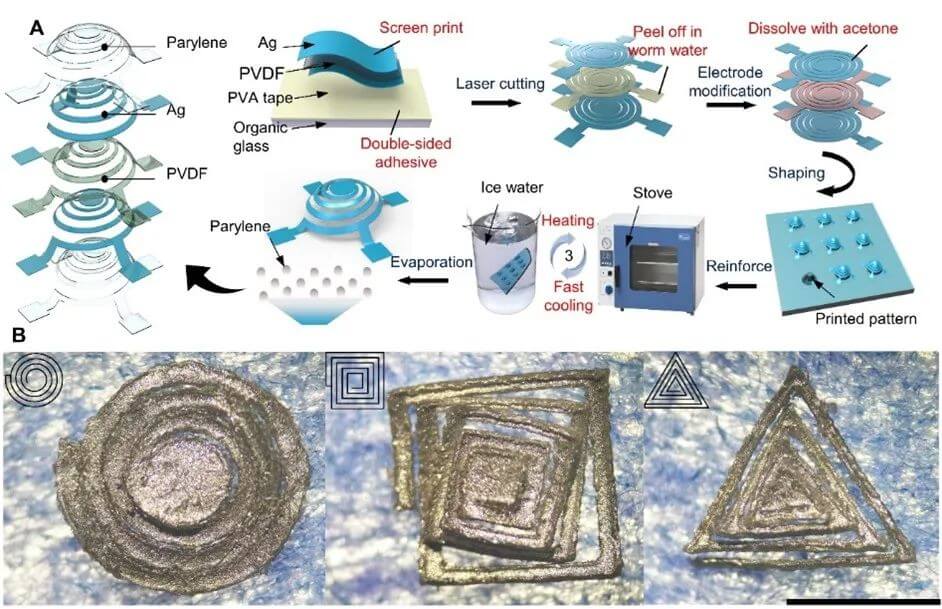 A
Parylene
Ag
PVDF
Ag
PVDF
PVA tape
Organic
glass
Screen print
Double-sided
adhesive
Laser cutting
Peel off in
worm water
Electrode
modification
Dissolve with acetone
Shaping
Printed pattern
Reinforce
Stove
Heating
3
Fast
cooling
Ice water
Evaporation
Parylene
B